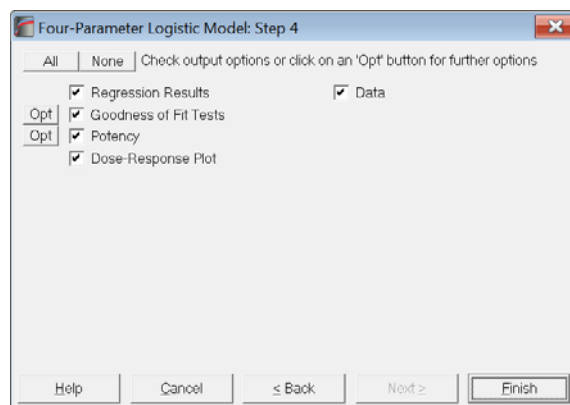 Four-Parameter Logistic Model: Step 4
All None Check output options or click on an 'Opt' button for further options
Regression Results Data
Opt Goodness of Fit Tests
Opt Potency
Dose-Response Plot
Help Cancel < Back Next > Finish